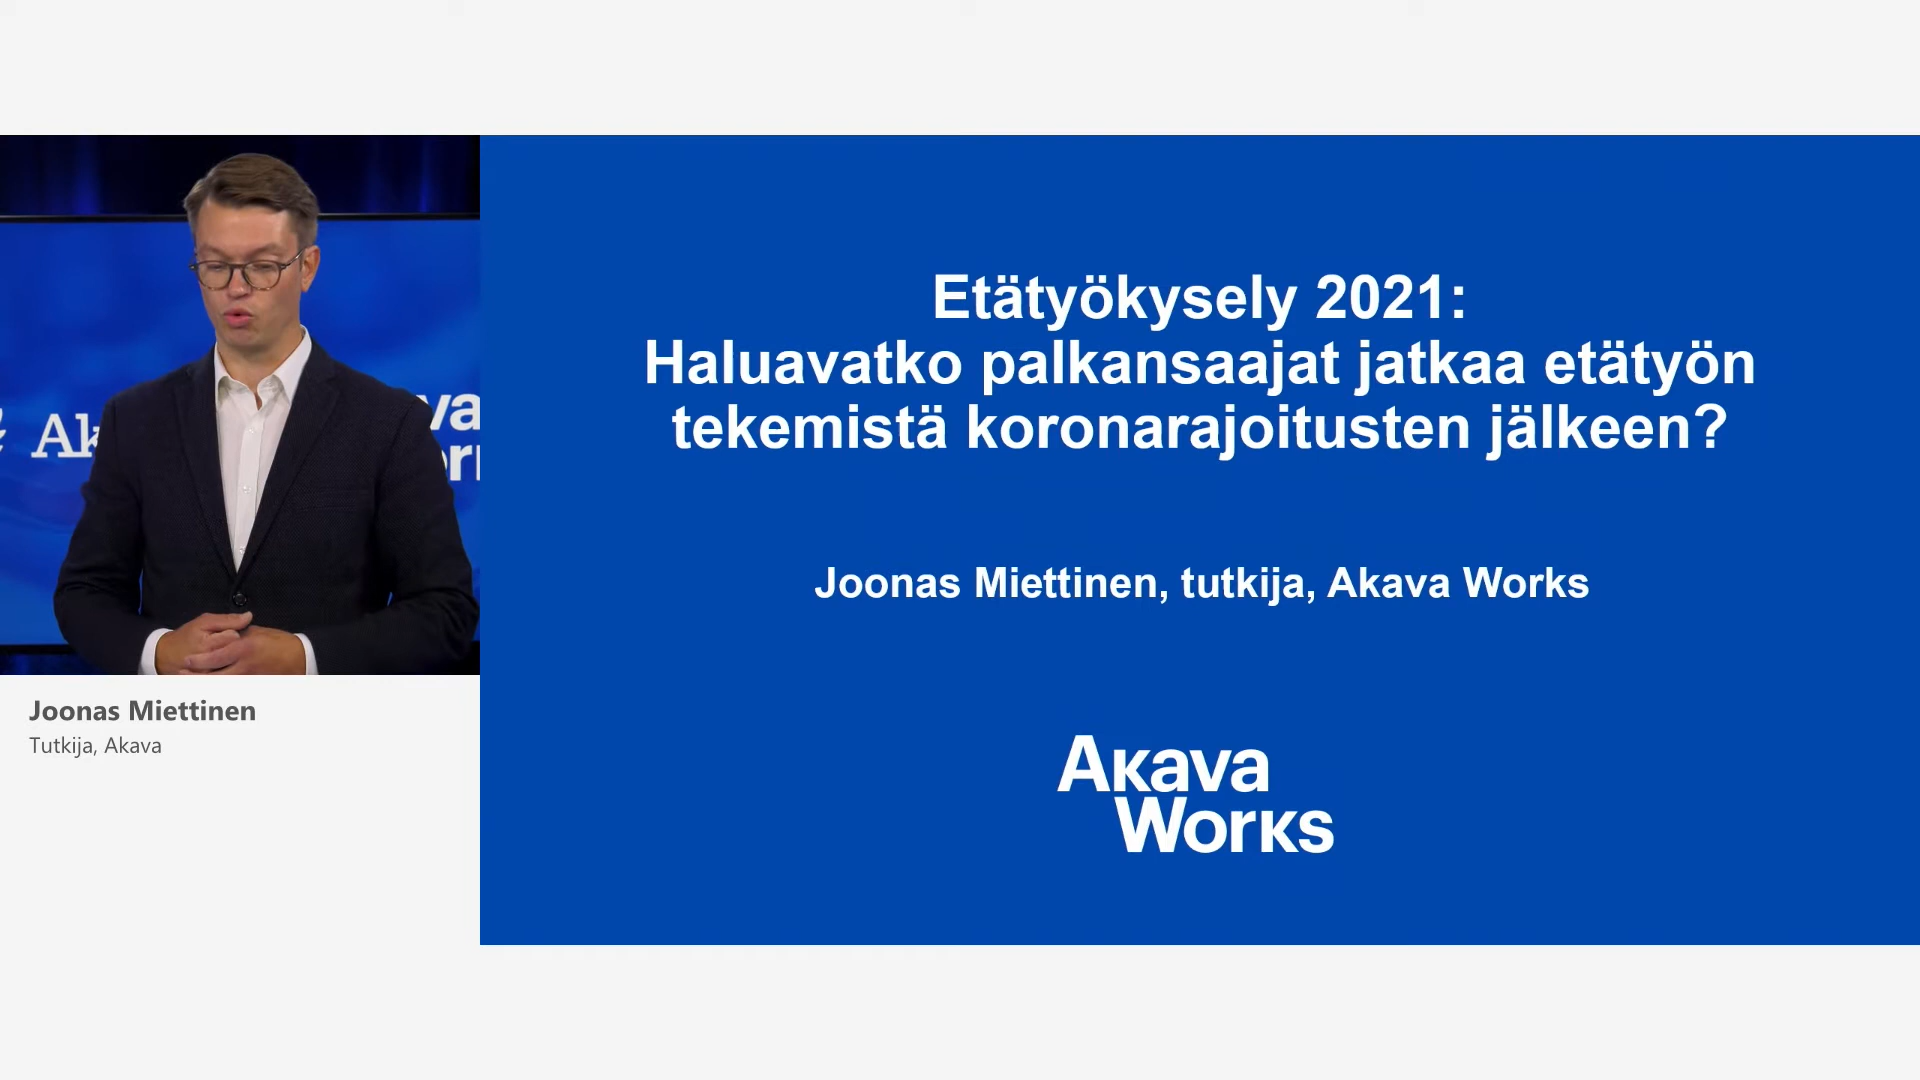 Etätyökysely 2021:
Haluavatko palkansaajat jatkaa etätyön
tekemistä koronarajoitusten jälkeen?
Joonas Miettinen, tutkija, Akava Works
Akava
Works
Joonas Miettinen
Tutkija, Akava